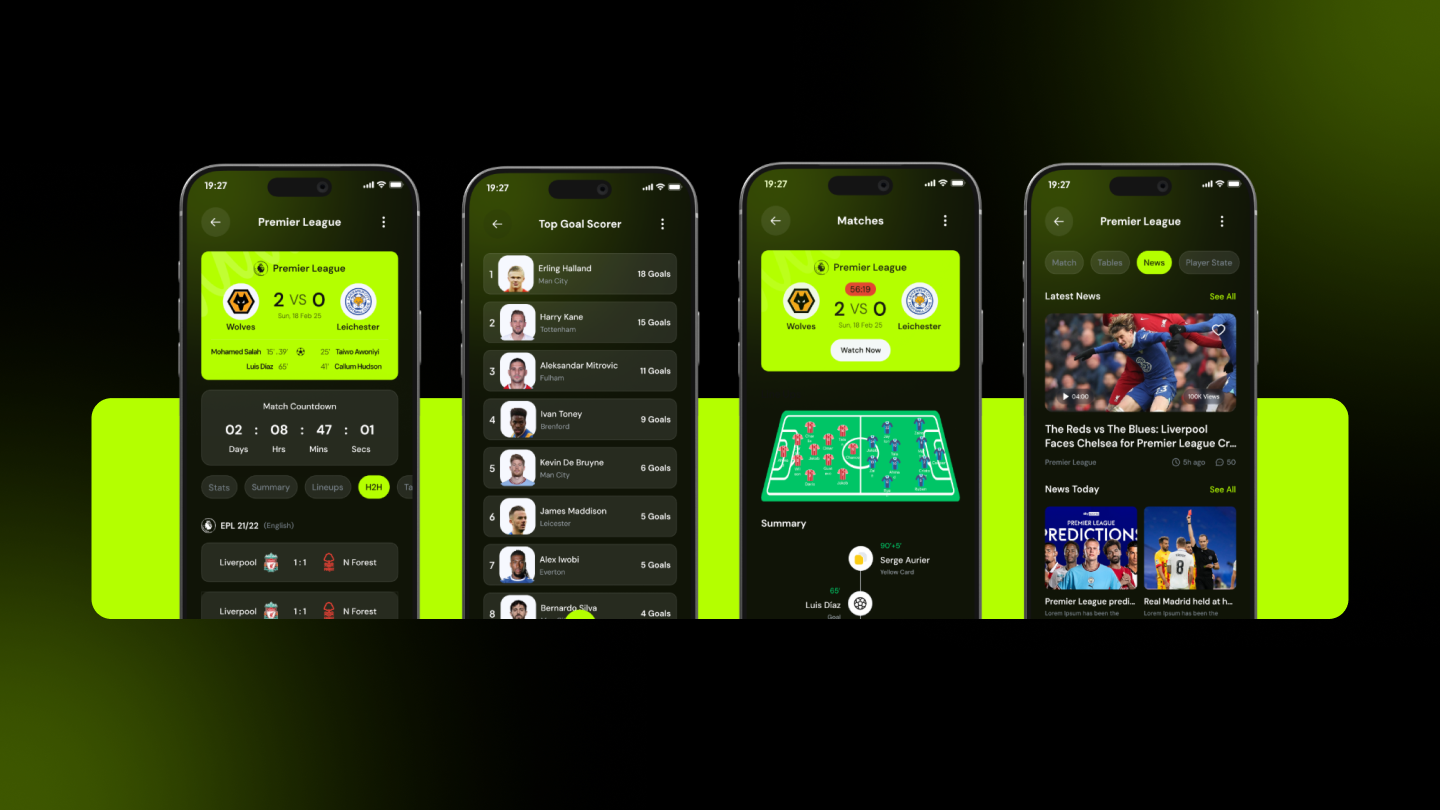 19:27
Premier League
Premier League
2 VS 0
Sun, 18 Feb 25
Wolves
Leichester
Mohamed Salah 15', 39' 25' Taiwo Awoniyi
Luis Diaz 65' 41' Callum Hudson
Match Countdown
02 : 08 : 47 : 01
Days Hrs Mins Secs
Stats Summary Lineups H2H Ta
EPL 21/22 (English)
Liverpool 1:1 N Forest
Liverpool 1:1 N Forest
19:27
Top Goal Scorer
1 Erling Halland 18 Goals
Man City
2 Harry Kane 15 Goals
Tottenham
3 Aleksandar Mitrovic 11 Goals
Fulham
4 Ivan Toney 9 Goals
Brenford
5 Kevin De Bruyne 6 Goals
Man City
6 James Maddison 5 Goals
Leicester
7 Alex Iwobi 5 Goals
Everton
8 Bernardo Silva 4 Goals
19:27
Matches
Premier League
56:19
2 VS 0
Sun, 18 Feb 25
Wolves
Leichester
Watch Now
Summary
90'+5'
Serge Aurier
Yellow Card
65'
Luis Diaz
Goal
19:27
Premier League
Match Tables News Player State
Latest News See All
04:00 100K Views
The Reds vs The Blues: Liverpool
Faces Chelsea for Premier League Cr...
Premier League 5h ago 50
News Today See All
PREMIER LEAGUE
PREDICTIONS
8
Premier League predi... Real Madrid held at h...
Lorem Ipsum has been the Lorem Ipsum has been the